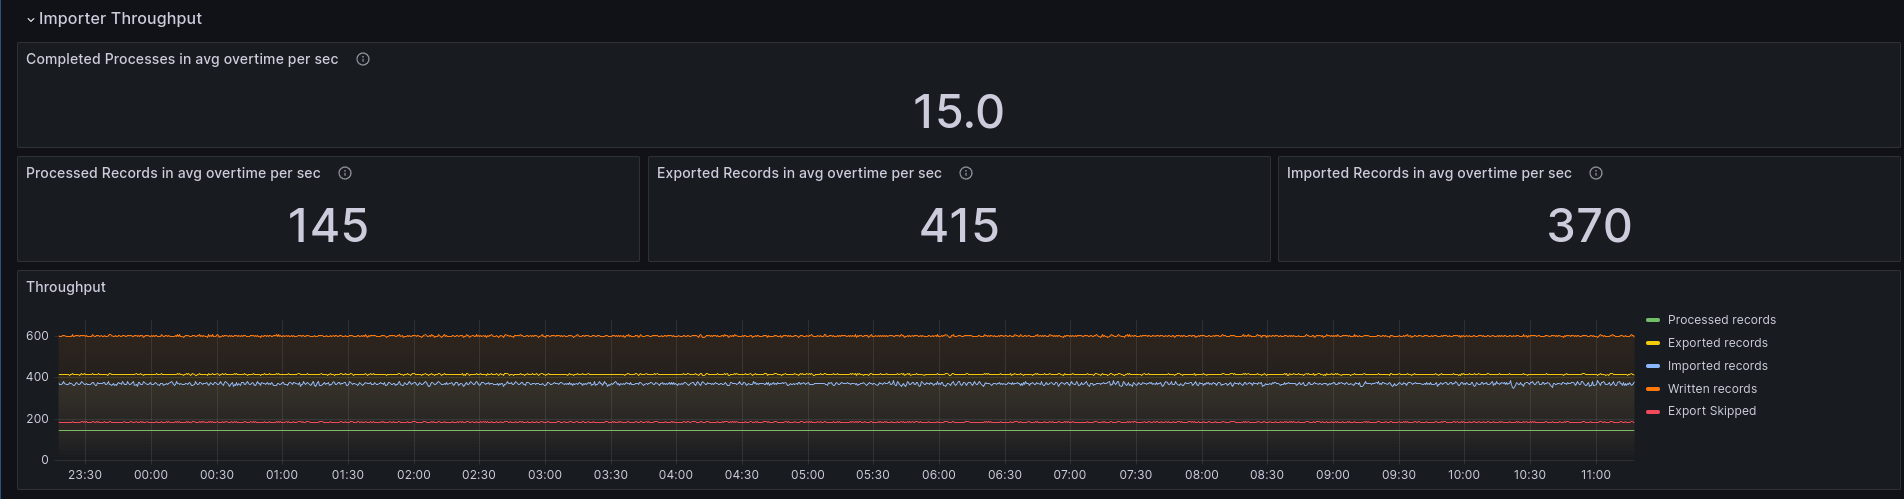 Importer Throughput
Completed Processes in avg overtime per sec
15.0
Processed Records in avg overtime per sec
145
Exported Records in avg overtime per sec
415
Imported Records in avg overtime per sec
370
Throughput
600
400
200
0
23:30 00:00 00:30 01:00 01:30 02:00 02:30 03:00 03:30 04:00 04:30 05:00 05:30 06:00 06:30 07:00 07:30 08:00 08:30 09:00 09:30 10:00 10:30 11:00
Processed records
Exported records
Imported records
Written records
Export Skipped